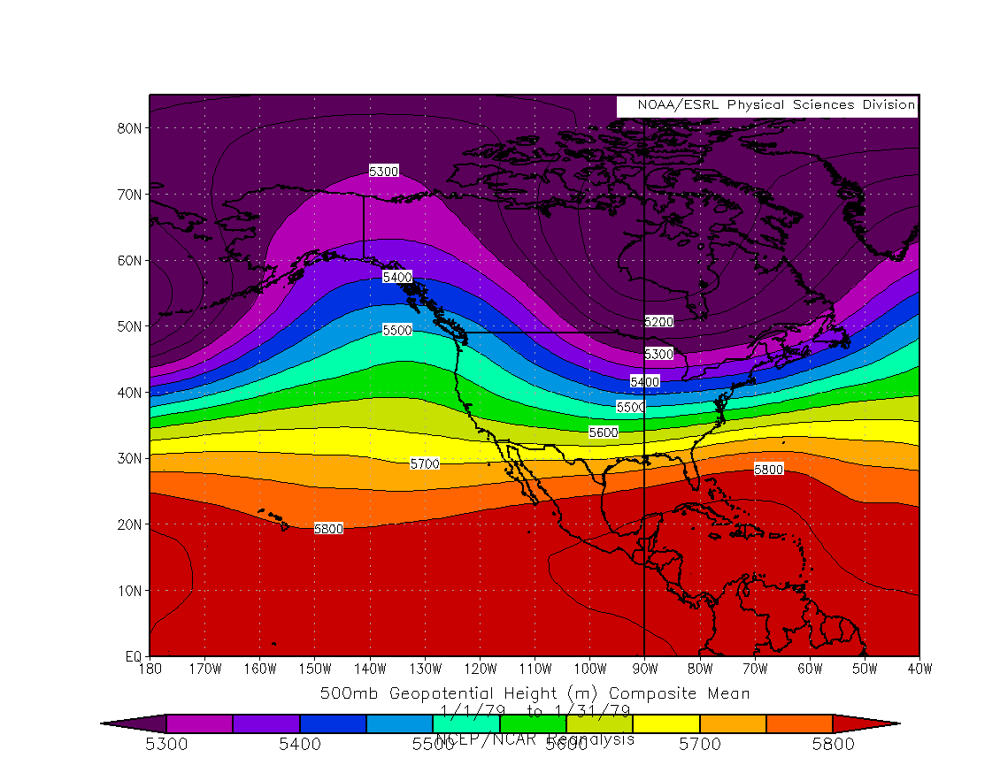 NOAA/ESRL Physical Sciences Division
80N
5300
70N
60N
5400
5200
50N
5500
5300
5400
40N
5500
5600
30N
5700
5800
20N
5800
10N
EQ
180 170W 160W 150W 140W 130W 120W 110W 100W 90W 80W 70W 60W 50W 40W
500mb Geopotential Height (m) Composite Mean
1/1/79 to 1/31/79
NCEP/NCAR Reanalysis
5300 5400 5500 5600 5700 5800